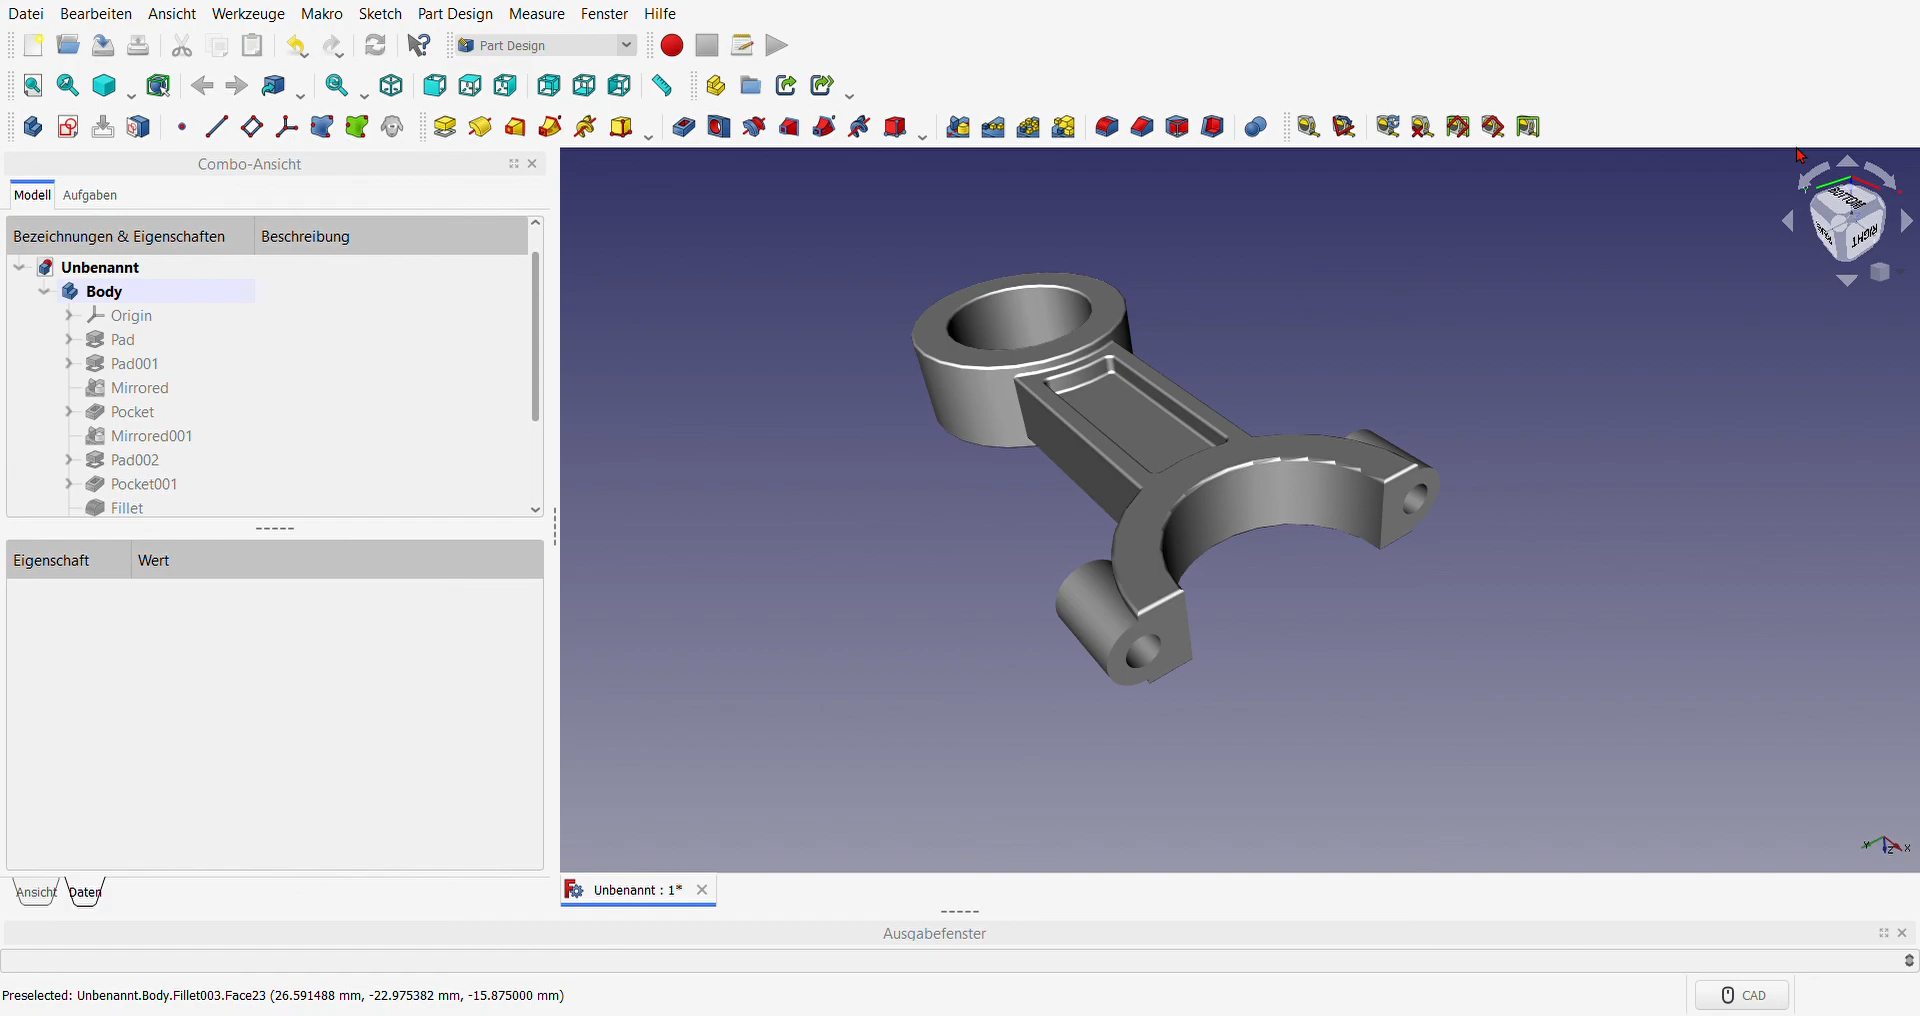 Datei Bearbeiten Ansicht Werkzeuge Makro Sketch Part Design Measure Fenster Hilfe
Part Design
Combo-Ansicht
Modell Aufgaben
Bezeichnungen & Eigenschaften Beschreibung
Unbenannt
Body
Origin
Pad
Pad001
Mirrored
Pocket
Mirrored001
Pad002
Pocket001
Fillet
Eigenschaft Wert
Ansicht Daten
BOTTOM
RIGHT
Y Z X
Unbenannt : 1*
Ausgabefenster
Preselected: Unbenannt.Body.Fillet003.Face23 (26.591488 mm, -22.975382 mm, -15.875000 mm)
CAD